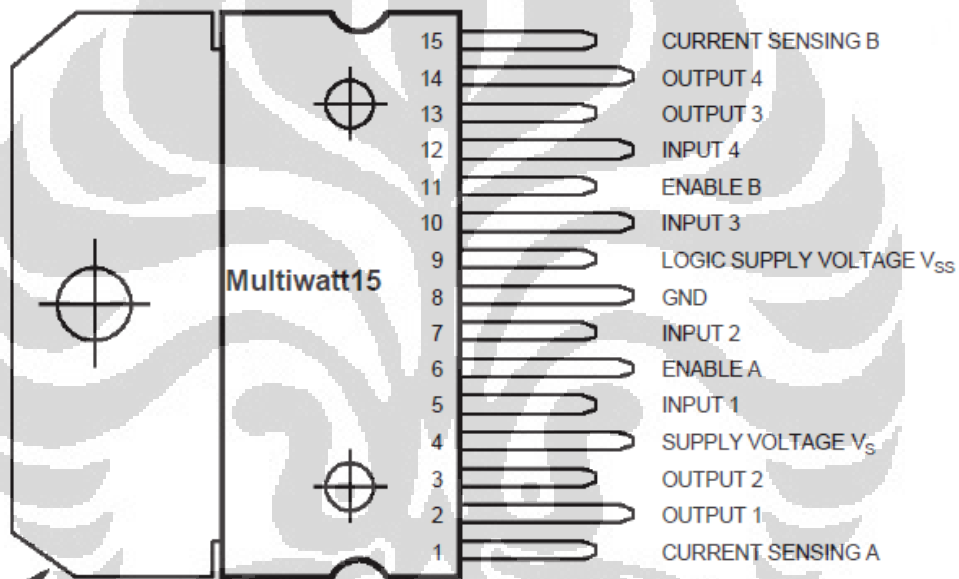 15 CURRENT SENSING B
14 OUTPUT 4
13 OUTPUT 3
12 INPUT 4
11 ENABLE B
10 INPUT 3
9 LOGIC SUPPLY VOLTAGE VSS
Multiwatt15
8 GND
7 INPUT 2
6 ENABLE A
5 INPUT 1
4 SUPPLY VOLTAGE VS
3 OUTPUT 2
2 OUTPUT 1
1 CURRENT SENSING A